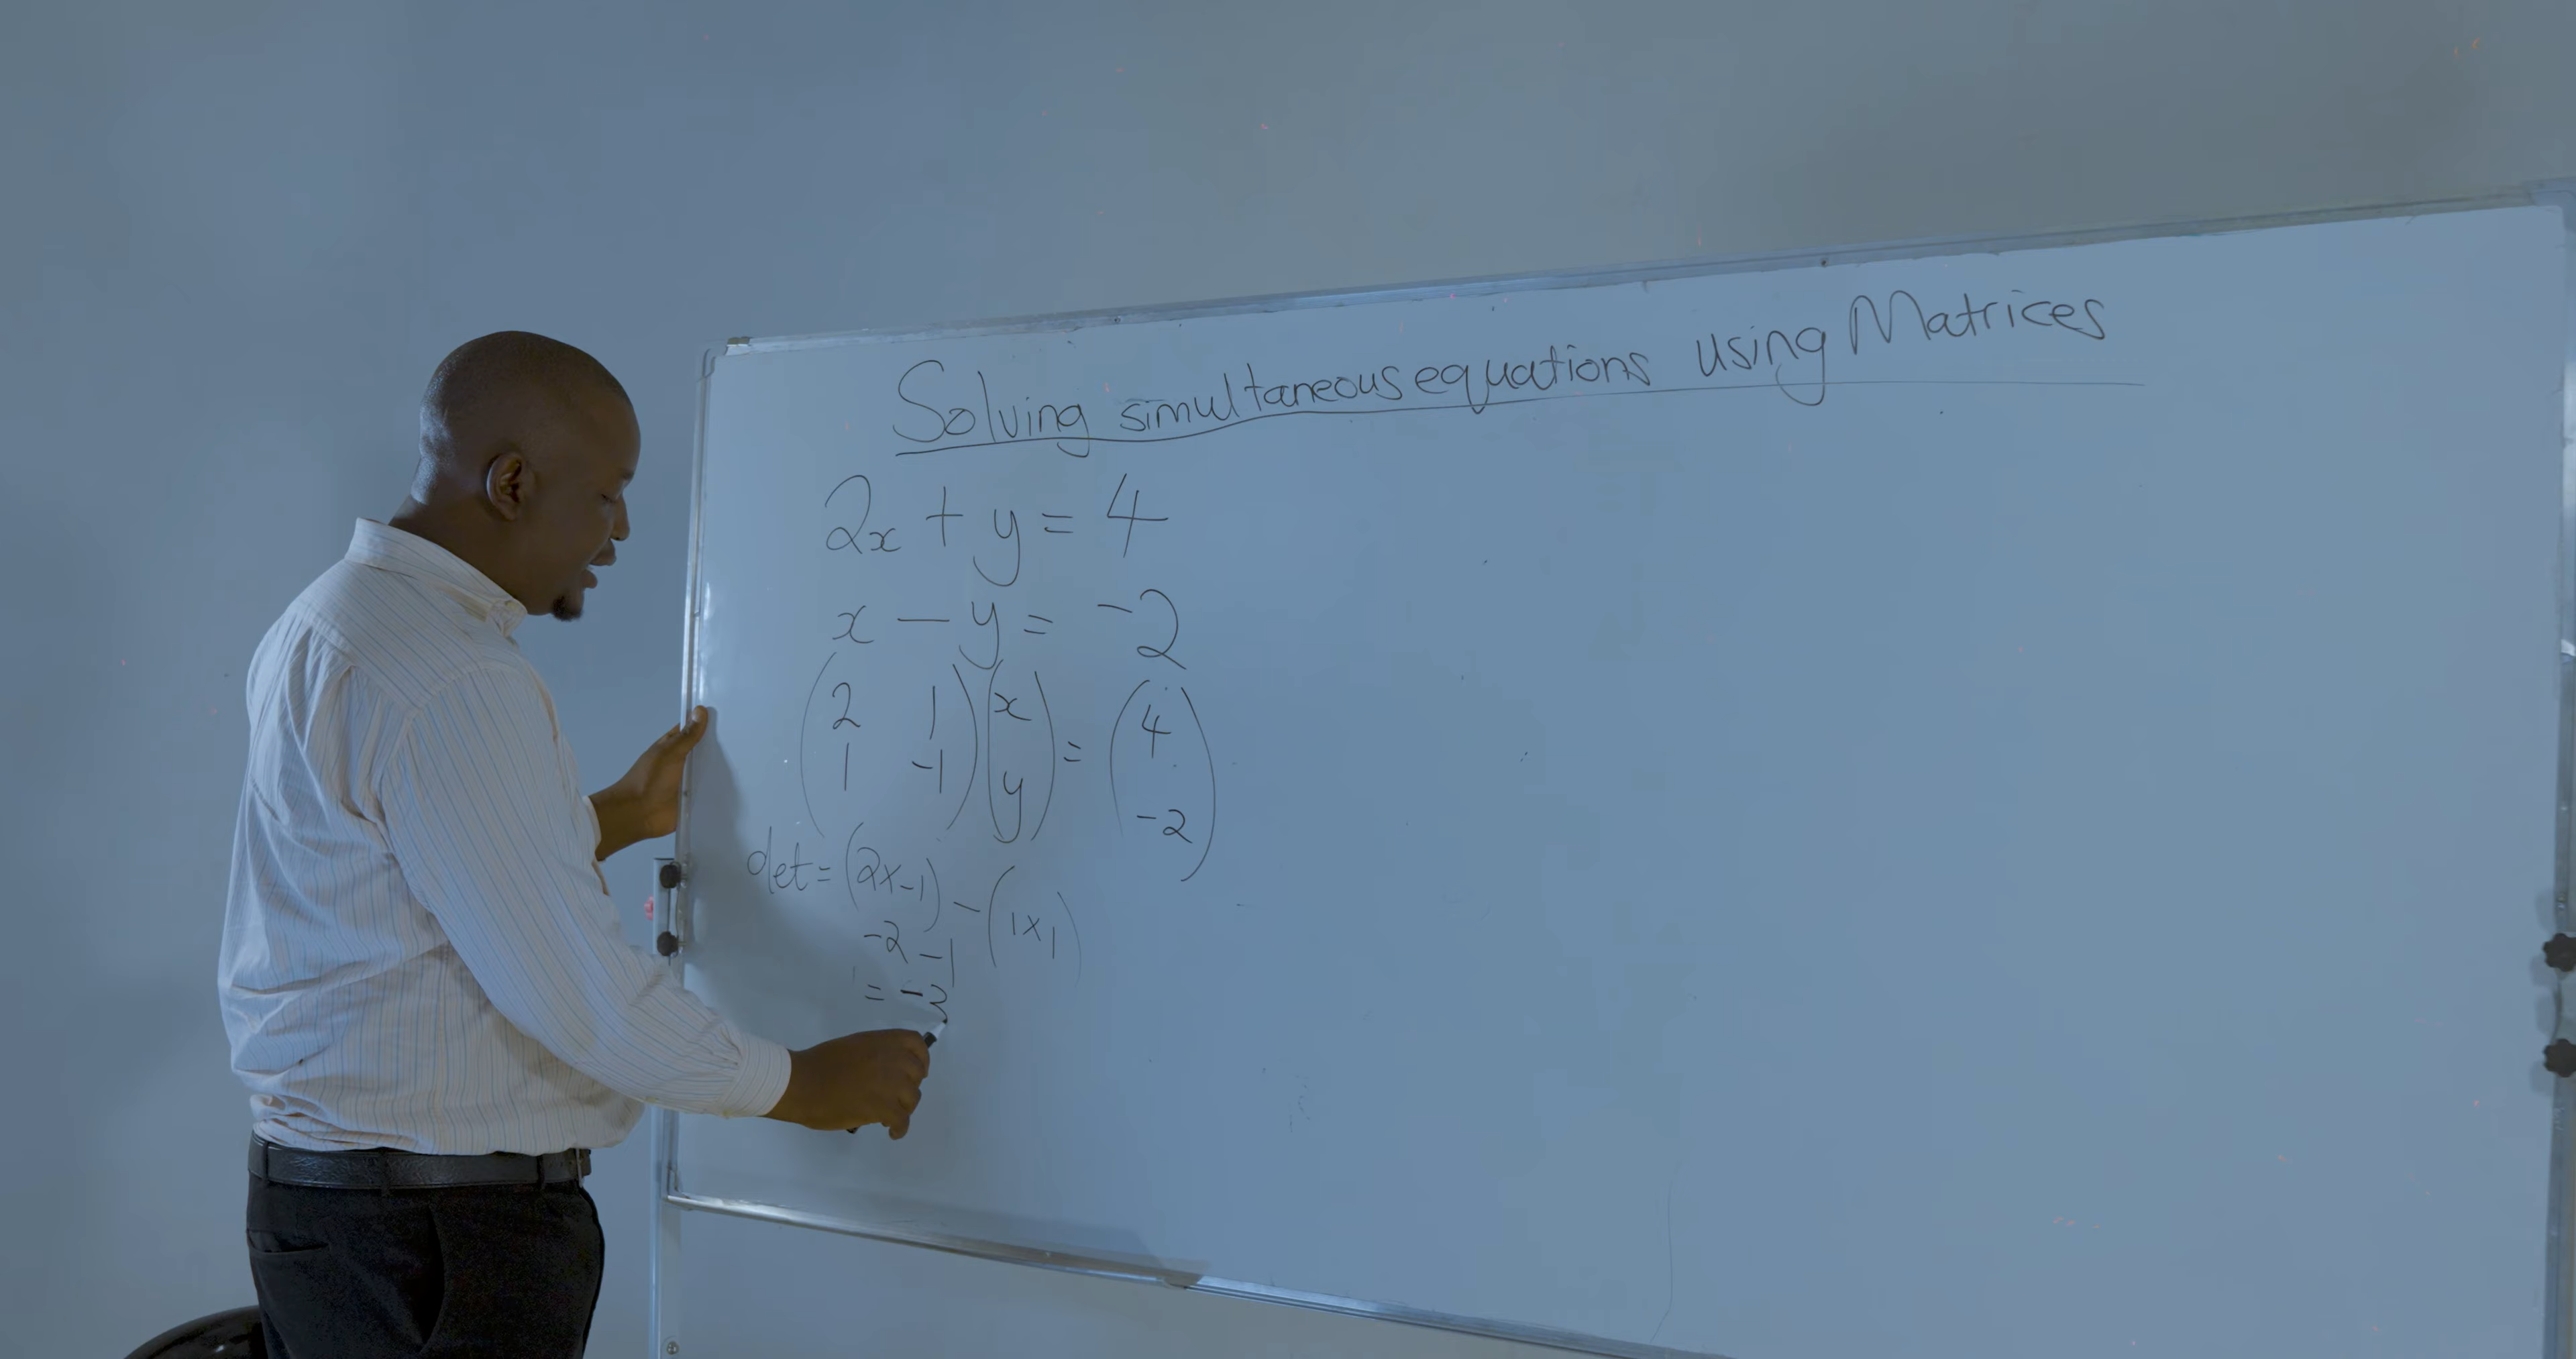 Solving simultaneous equations using Matrices
2x + y = 4
x - y = -2
(2 1) (x) = (4)
(1 -1) (y) (-2)
det = (2x-1) - (1x1)
-2 -1
= -3